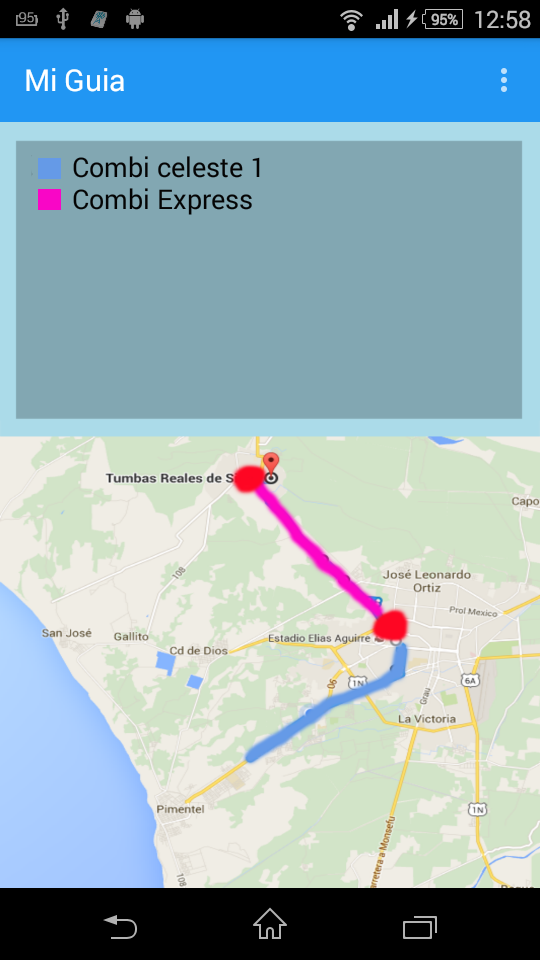 95
95%
12:58
Mi Guia
Combi celeste 1
Combi Express
Tumbas Reales de S
Capo
108
José Leonardo
Ortiz
Prol Mexico
San José
Gallito
Estadio Elias Aguirre
Cd de Dios
06
1N
6A
Grau
La Victoria
Pimentel
1N
rretera a Monsefu
108